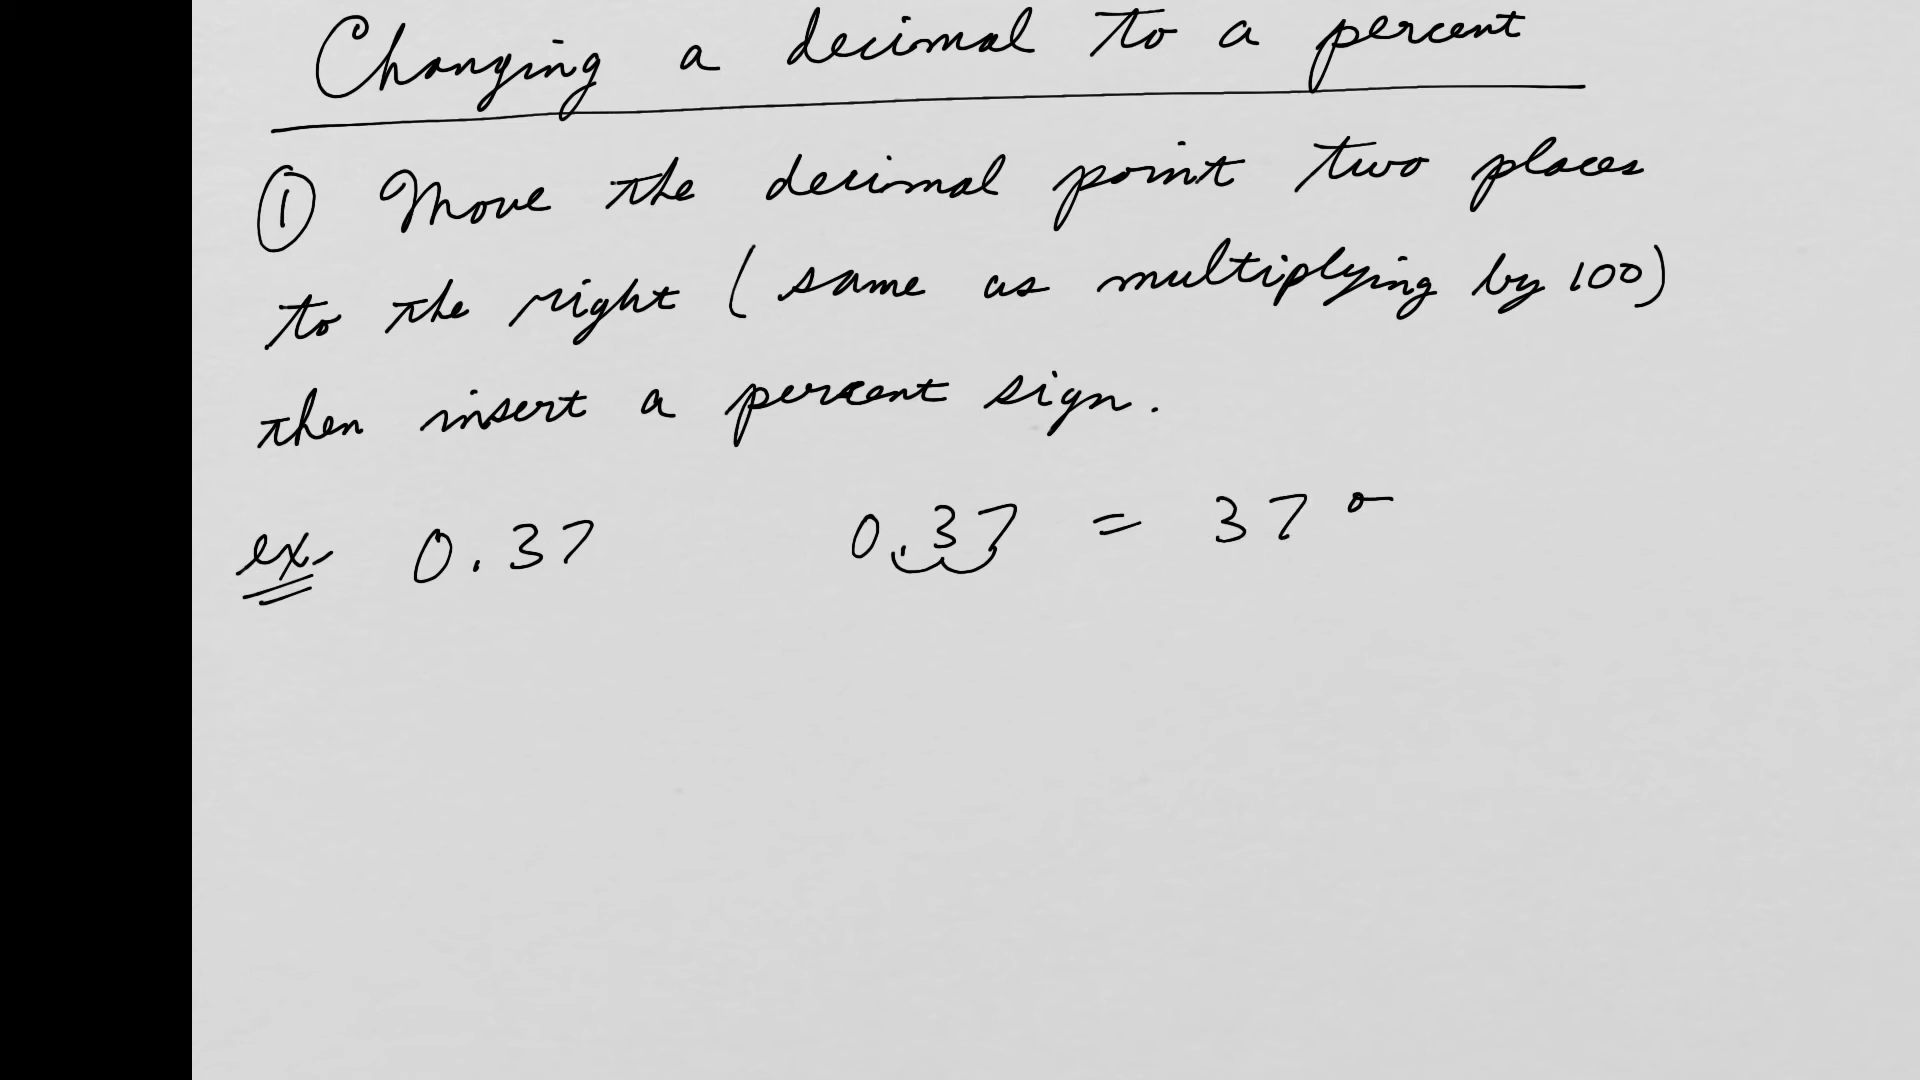 Changing a decimal to a percent
① Move the decimal point two places
to the right (same as multiplying by 100)
then insert a percent sign.
ex. 0.37 0.37 = 37